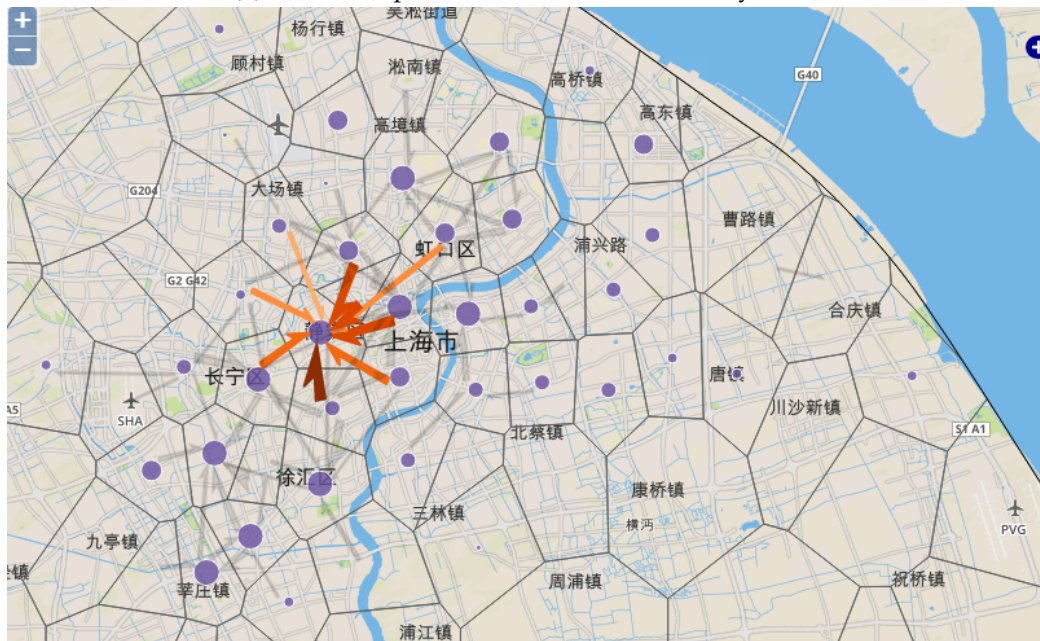 吴淞街道
+
−
杨行镇
顾村镇
淞南镇
高桥镇
G40
高东镇
高境镇
G204
大场镇
曹路镇
虹口区
浦兴路
G2 G42
合庆镇
上海市
长宁区
唐镇
A5
SHA
川沙新镇
北蔡镇
S1 A1
徐汇区
康桥镇
三林镇
横沔
九亭镇
PVG
周浦镇
祝桥镇
莘庄镇
浦江镇